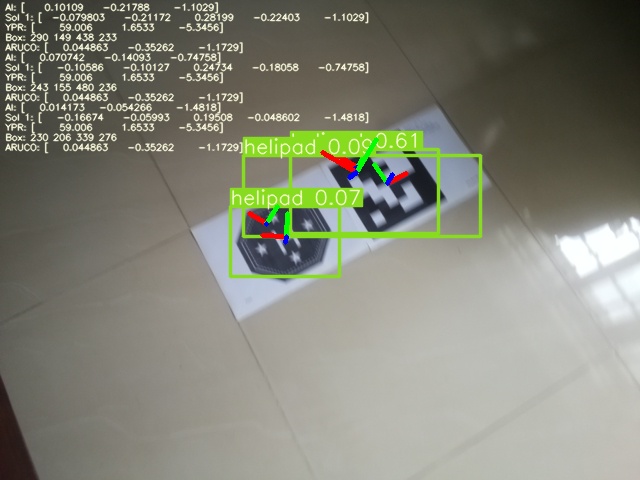 AI: [ 0.10109 -0.21788 -1.1029]
Sol 1: [ -0.079803 -0.21172 0.28199 -0.22403 -1.1029]
YPR: [ 59.006 1.6533 -5.3456]
Box: 290 149 438 233
ARUCO: [ 0.044863 -0.35262 -1.1729]
AI: [ 0.070742 -0.14093 -0.74758]
Sol 1: [ -0.10586 -0.10127 0.24734 -0.18058 -0.74758]
YPR: [ 59.006 1.6533 -5.3456]
Box: 243 155 480 236
ARUCO: [ 0.044863 -0.35262 -1.1729]
AI: [ 0.014173 -0.054266 -1.4818]
Sol 1: [ -0.16674 -0.05993 0.19508 -0.048602 -1.4818]
YPR: [ 59.006 1.6533 -5.3456]
Box: 230 206 339 276
ARUCO: [ 0.044863 -0.35262 -1.1729]
0.61
helipad 0.09
helipad 0.07